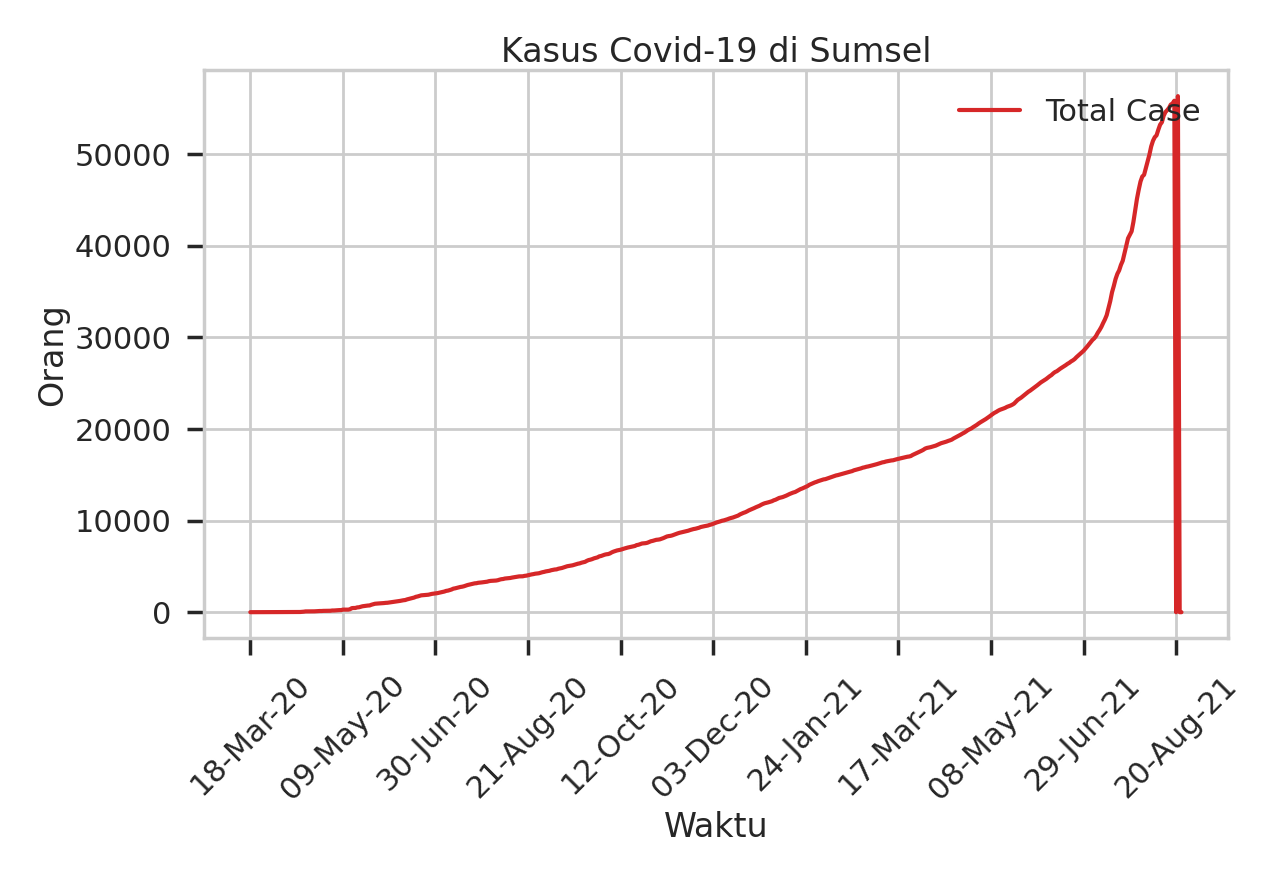 Kasus Covid-19 di Sumsel
Total Case
Orang
50000
40000
30000
20000
10000
0
18-Mar-20
09-May-20
30-Jun-20
21-Aug-20
12-Oct-20
03-Dec-20
24-Jan-21
17-Mar-21
08-May-21
29-Jun-21
20-Aug-21
Waktu